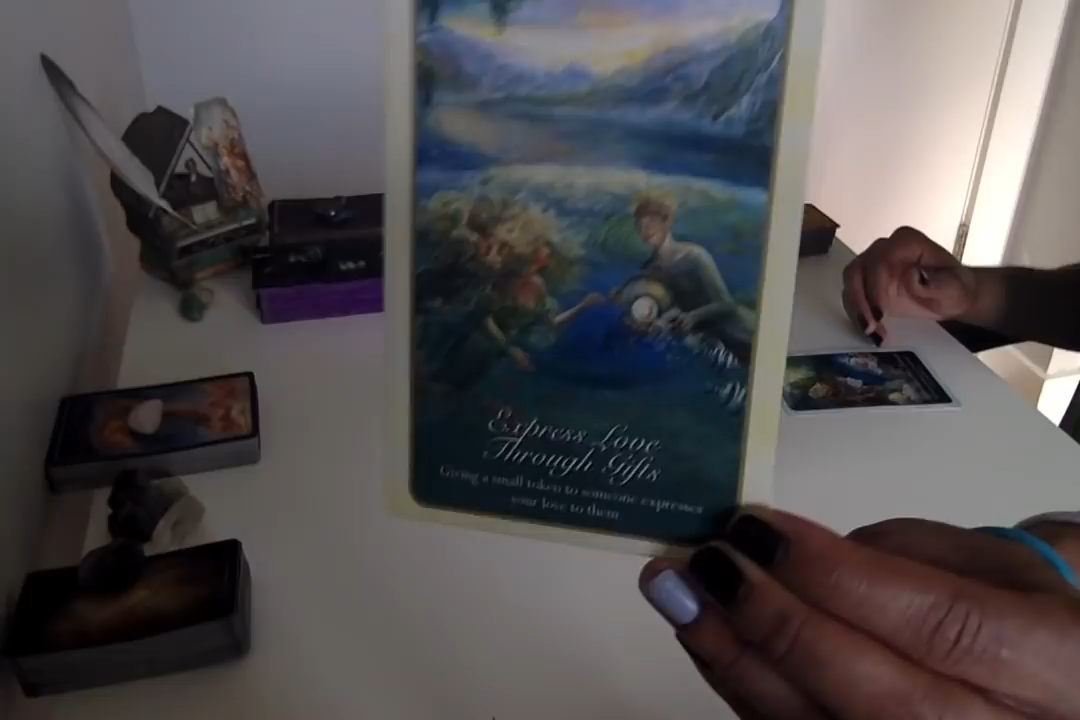 Express Love
Through Gifts
Giving a small token to someone expresses
your love to them